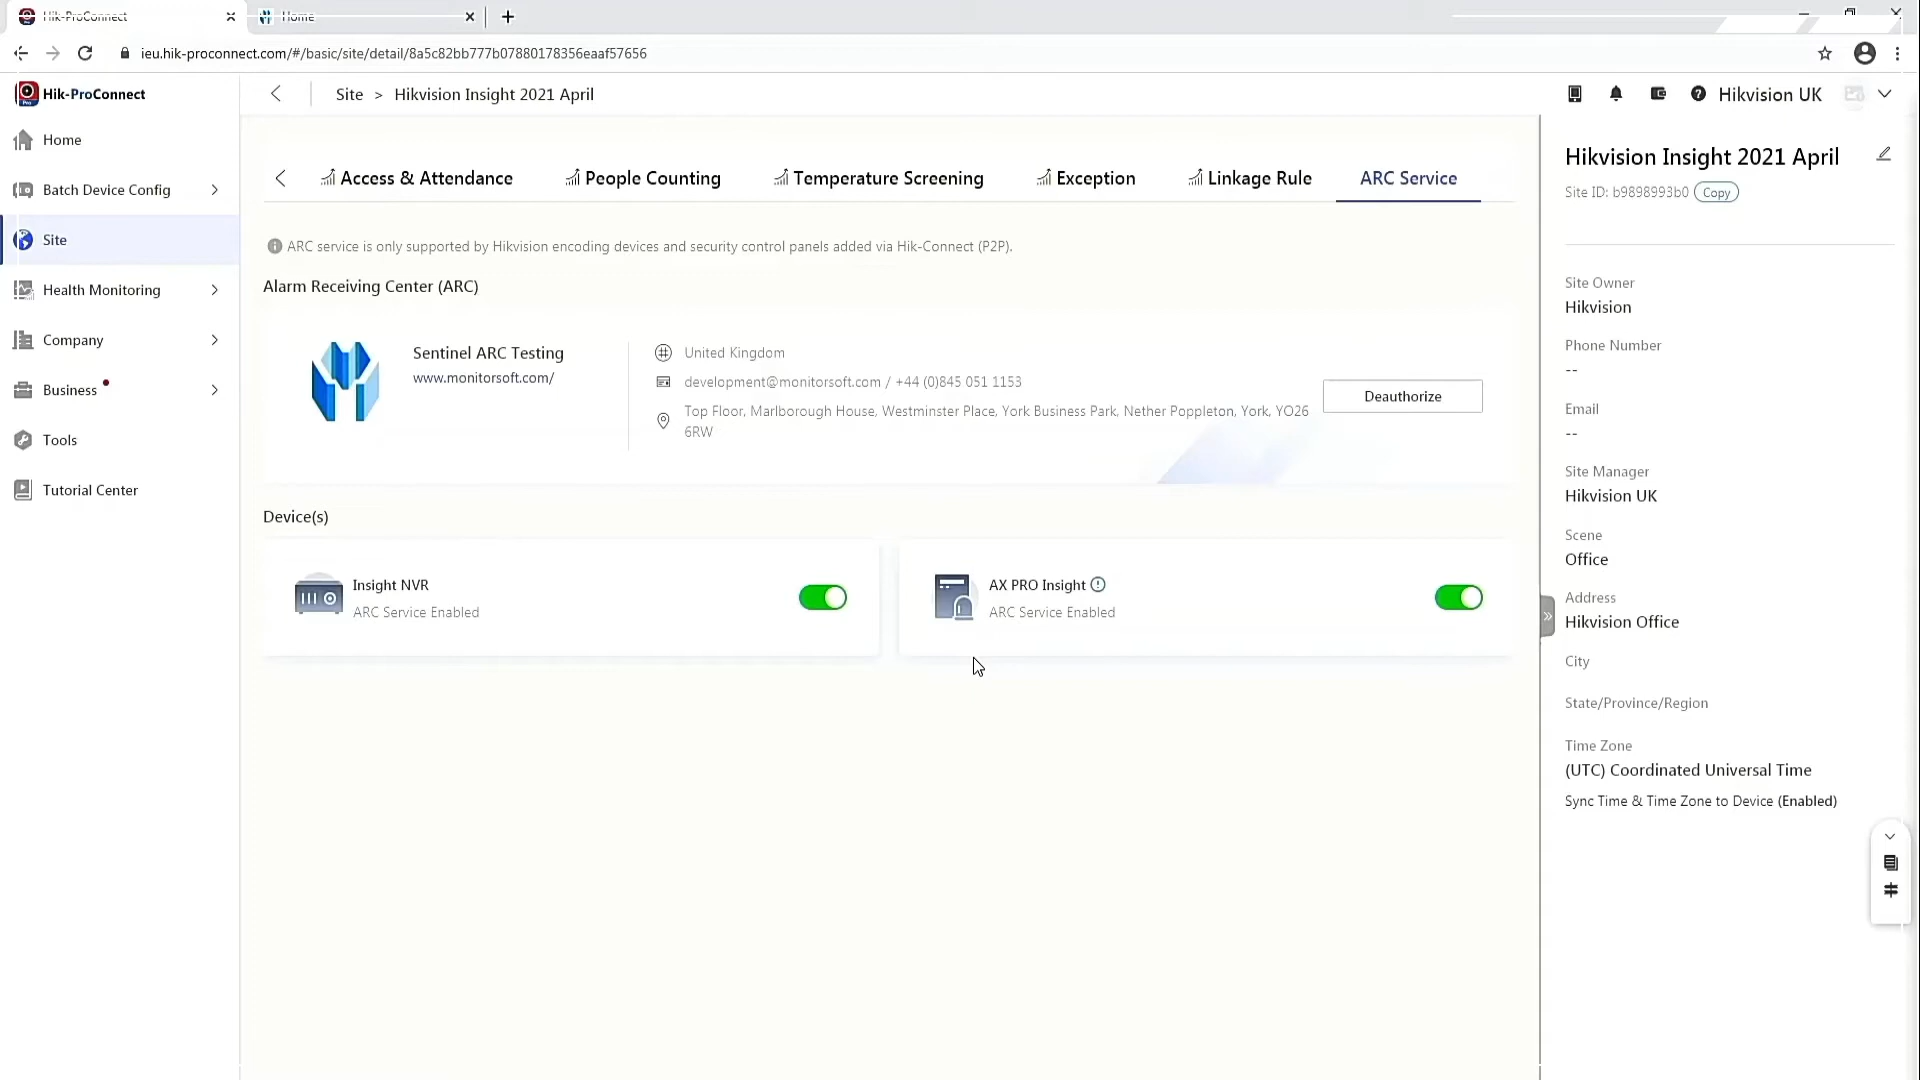 Hik-ProConnect
Home
ieu.hik-proconnect.com/#/basic/site/detail/8a5c82bb777b07880178356eaaf57656
Hik-ProConnect
Site > Hikvision Insight 2021 April
Hikvision UK
Home
Batch Device Config
Site
Health Monitoring
Company
Business
Tools
Tutorial Center
Access & Attendance
People Counting
Temperature Screening
Exception
Linkage Rule
ARC Service
ARC service is only supported by Hikvision encoding devices and security control panels added via Hik-Connect (P2P).
Alarm Receiving Center (ARC)
Sentinel ARC Testing
www.monitorsoft.com/
United Kingdom
development@monitorsoft.com / +44 (0)845 051 1153
Top Floor, Marlborough House, Westminster Place, York Business Park, Nether Poppleton, York, YO26
6RW
Deauthorize
Device(s)
Insight NVR
ARC Service Enabled
AX PRO Insight
ARC Service Enabled
Hikvision Insight 2021 April
Site ID: b9898993b0 Copy
Site Owner
Hikvision
Phone Number
--
Email
--
Site Manager
Hikvision UK
Scene
Office
Address
Hikvision Office
City
State/Province/Region
Time Zone
(UTC) Coordinated Universal Time
Sync Time & Time Zone to Device (Enabled)